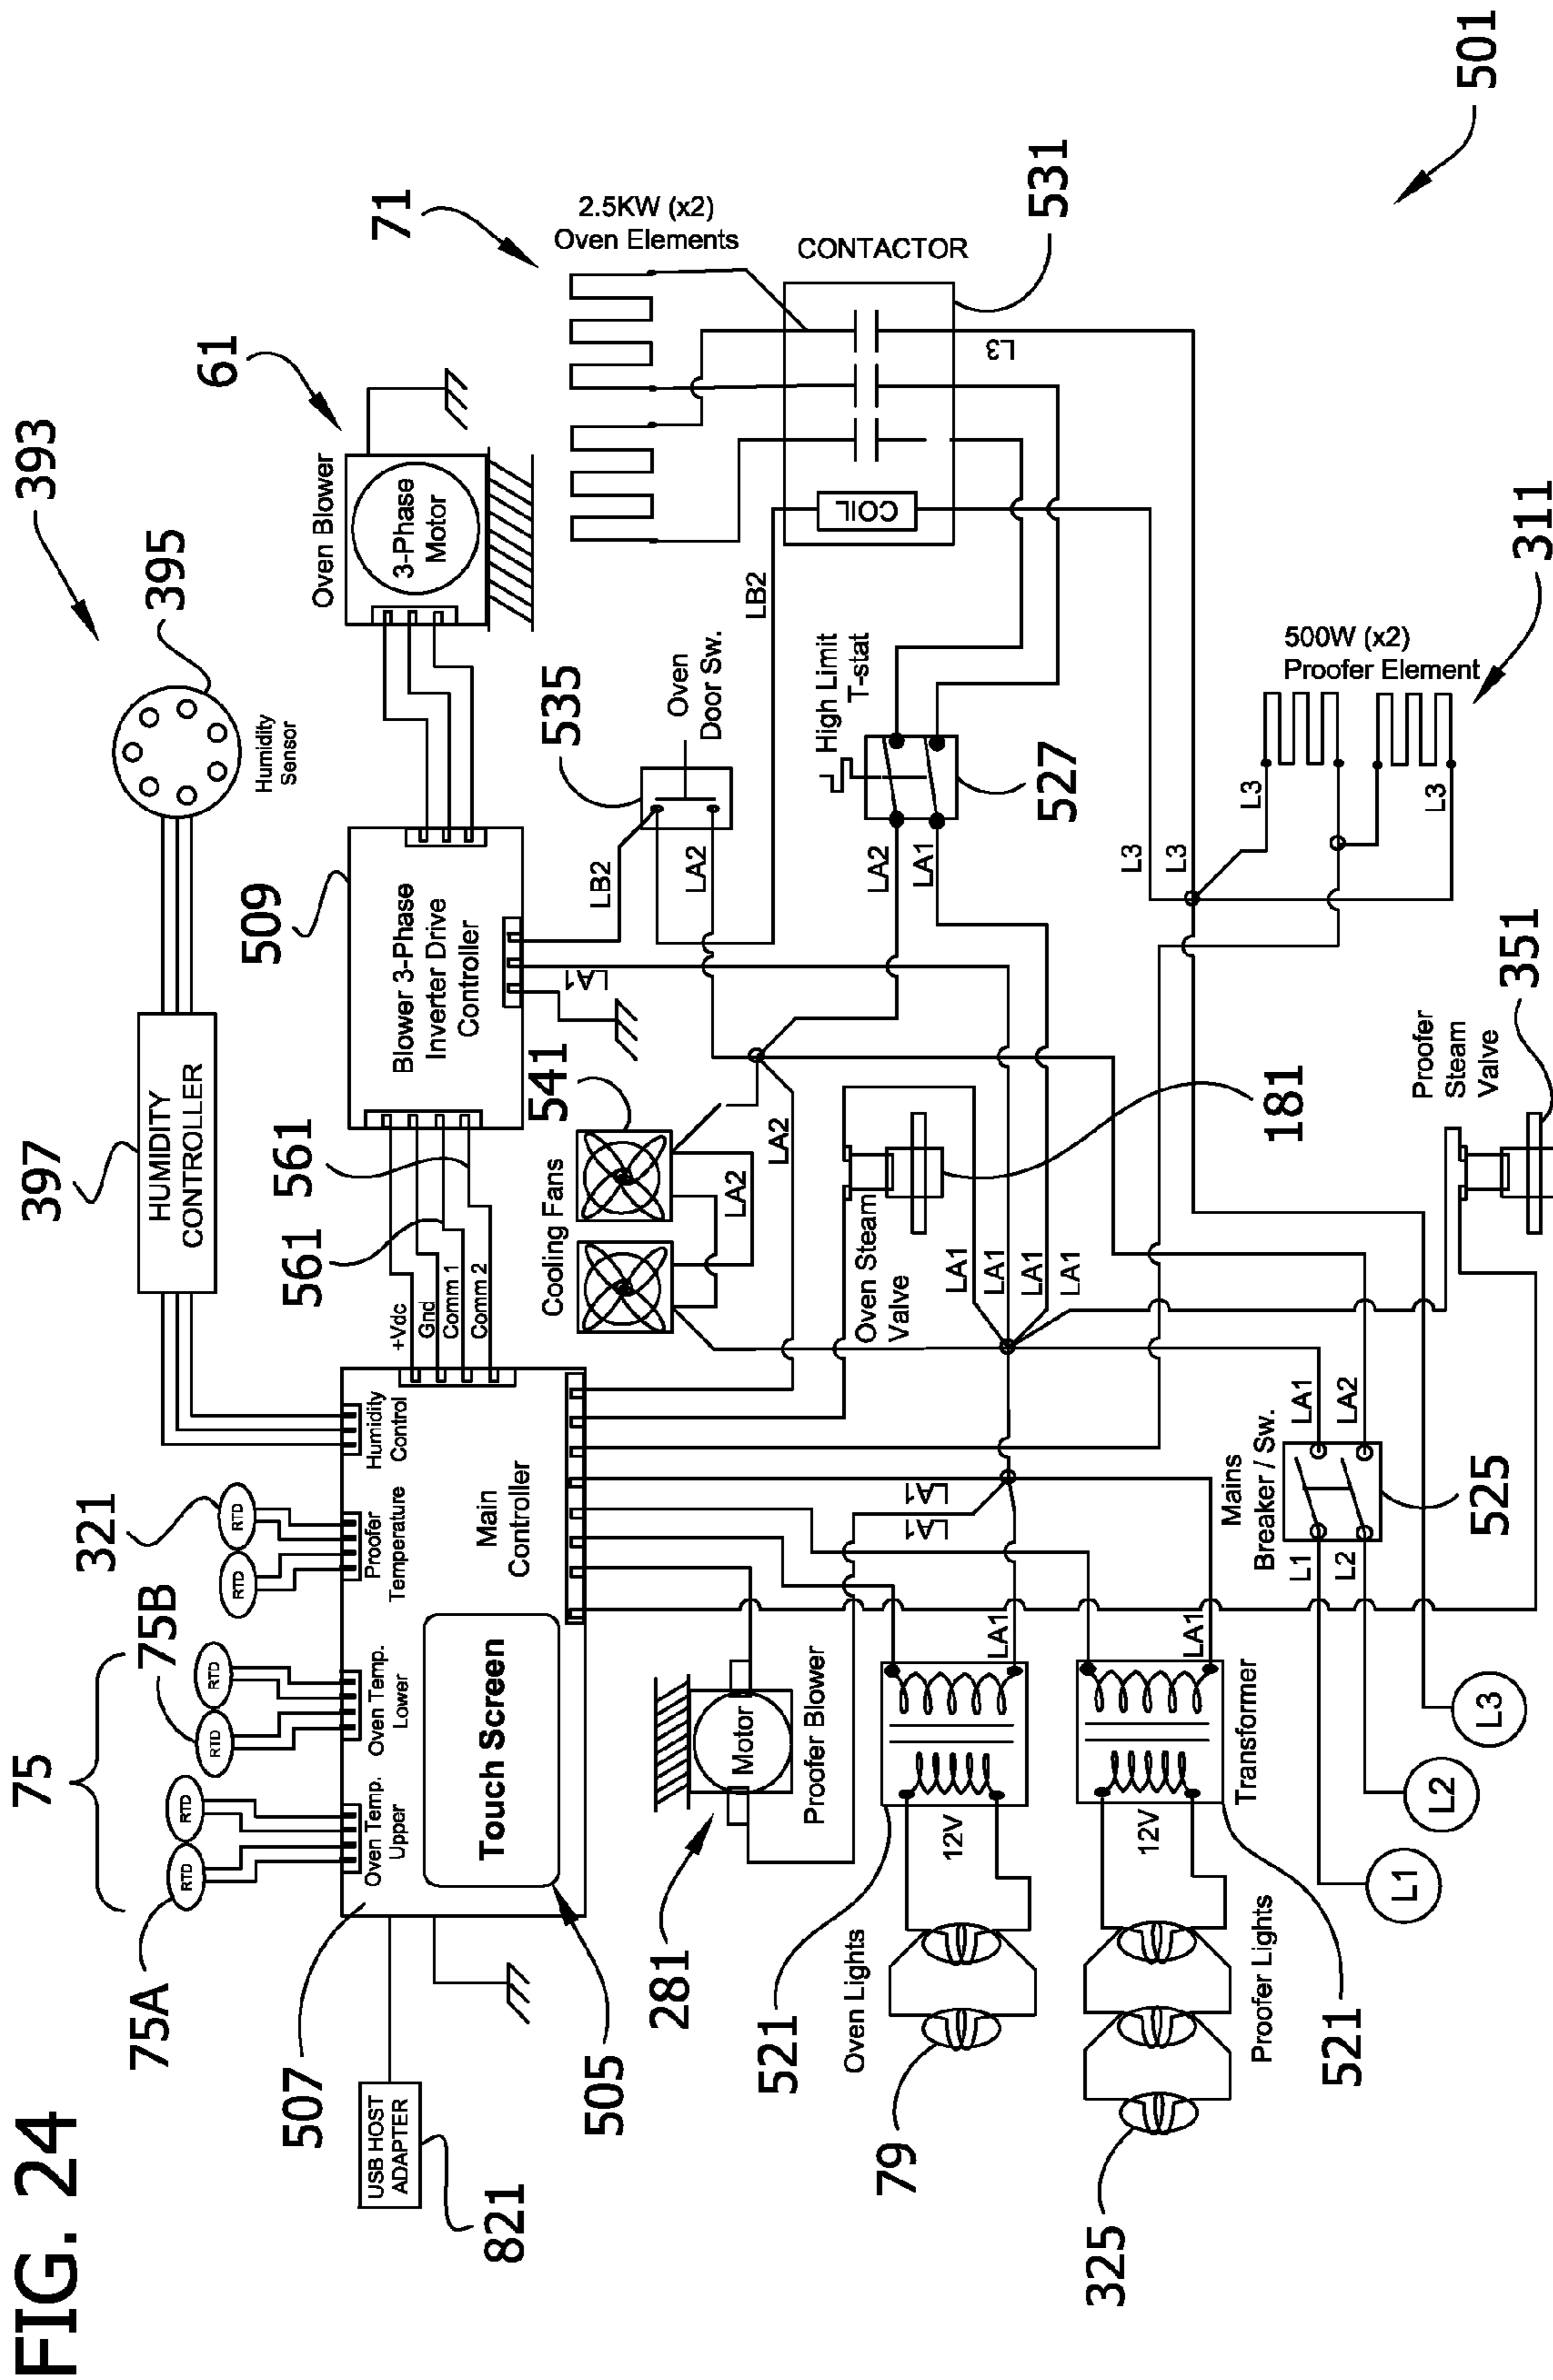 FIG. 24
393
395
Humidity
Sensor
397
HUMIDITY
CONTROLLER
61
Oven Blower
3-Phase
Motor
71
2.5KW (x2)
Oven Elements
CONTACTOR
531
COIL
L3
501
509
Blower 3-Phase
Inverter Drive
Controller
LB2
LA1
535
Oven
Door Sw.
LB2
LA2
High Limit
T-stat
527
LA2
LA1
L3
L3
500W (x2)
Proofer Element
311
L3
L3
561
561
+Vdc
Gnd
Comm 1
Comm 2
541
Cooling Fans
LA2
LA2
Oven Steam
Valve
181
LA1
LA1
LA1
LA1
Proofer
Steam
Valve
351
75
75A
75B
321
RTD
RTD
RTD
RTD
RTD
RTD
Oven Temp.
Upper
Oven Temp.
Lower
Proofer
Temperature
Humidity
Control
Main
Controller
Touch Screen
507
505
USB HOST
ADAPTER
821
281
Motor
Proofer Blower
LA1
LA1
Mains
Breaker / Sw.
LA1
LA2
L1
L2
525
521
12V
LA1
Oven Lights
79
12V
LA1
Transformer
521
Proofer Lights
325
L1
L2
L3